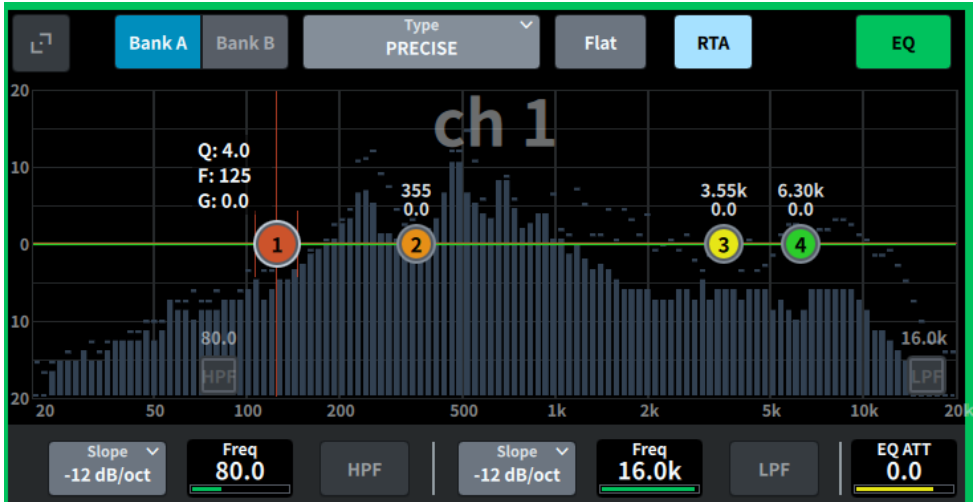 Bank A
Bank B
Type
PRECISE
Flat
RTA
EQ
ch 1
20
10
0
10
20
Q: 4.0
F: 125
G: 0.0
1
355
0.0
2
3.55k
0.0
3
6.30k
0.0
4
80.0
HPF
16.0k
LPF
20
50
100
200
500
1k
2k
5k
10k
20k
Slope
-12 dB/oct
Freq
80.0
HPF
Slope
-12 dB/oct
Freq
16.0k
LPF
EQ ATT
0.0